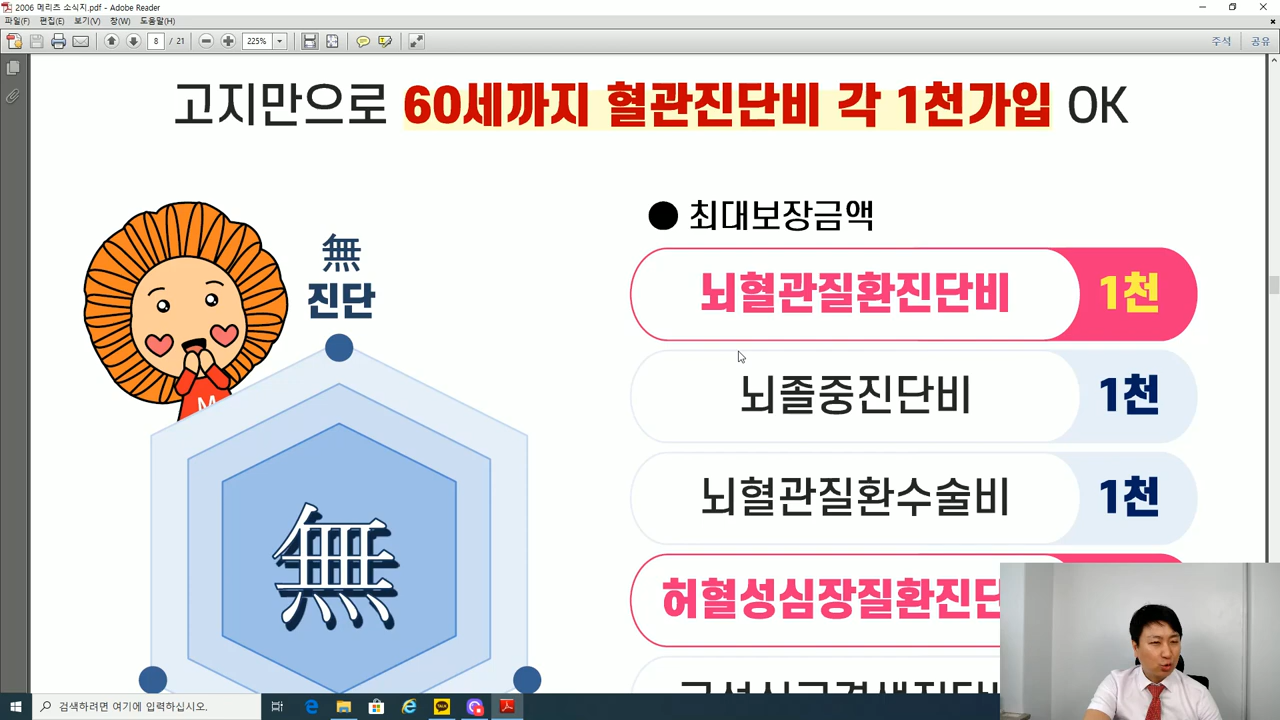 2006 메리츠 소식지.pdf - Adobe Reader
파일(F) 편집(E) 보기(V) 창(W) 도움말(H)
8 / 21 225% 주석 공유
고지만으로 60세까지 혈관진단비 각 1천가입 OK
無
진단
M
無
● 최대보장금액
뇌혈관질환진단비 1천
뇌졸중진단비 1천
뇌혈관질환수술비 1천
허혈성심장질환진단
검색하려면 여기에 입력하십시오.
TALK